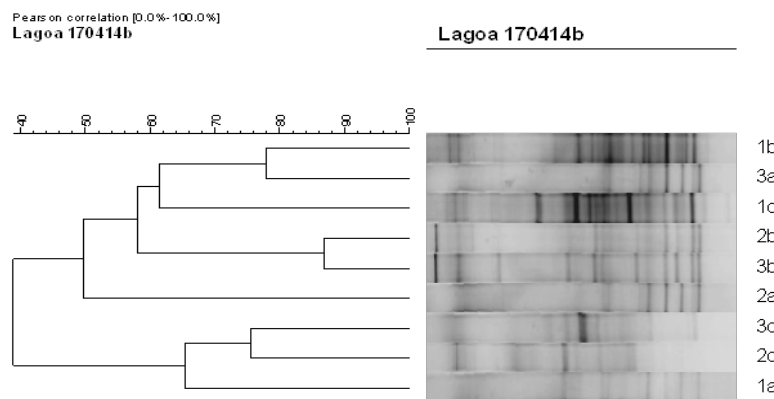 Pearson correlation [0.0%-100.0%]
Lagoa 170414b
Lagoa 170414b
40 50 60 70 80 90 100
1b
3a
1c
2b
3b
2a
3c
2c
1a